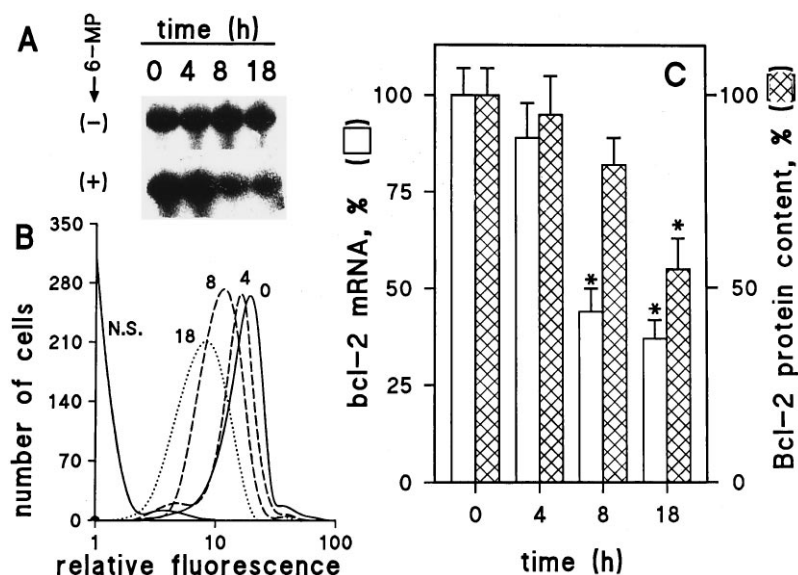 A
6-MP
time (h)
0 4 8 18
(-)
(+)
B
350
280
210
140
70
0
number of cells
N.S.
18
8
4
0
1 10 100
relative fluorescence
C
100
75
50
25
0
bcl-2 mRNA, % ( )
*
*
*
100
50
0
Bcl-2 protein content, % ( )
0 4 8 18
time (h)